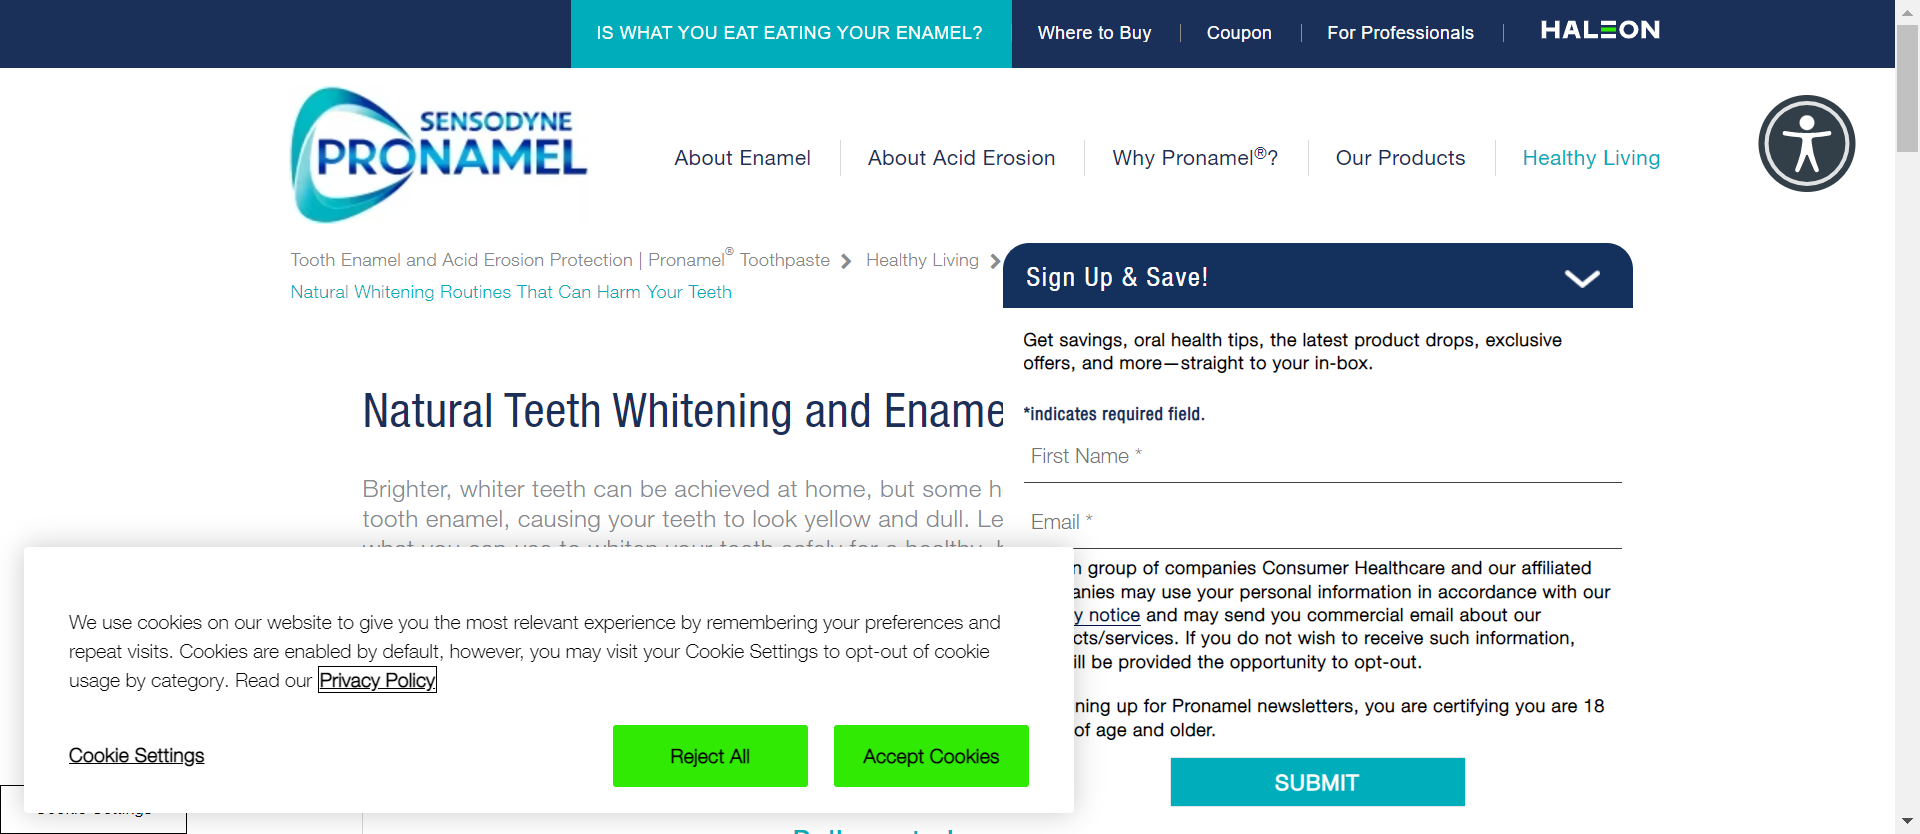 IS WHAT YOU EAT EATING YOUR ENAMEL?
Where to Buy
Coupon
For Professionals
HALEON
SENSODYNE
PRONAMEL
About Enamel
About Acid Erosion
Why Pronamel®?
Our Products
Healthy Living
Tooth Enamel and Acid Erosion Protection | Pronamel® Toothpaste
Healthy Living
Natural Whitening Routines That Can Harm Your Teeth
Natural Teeth Whitening and Ename
Brighter, whiter teeth can be achieved at home, but some h
tooth enamel, causing your teeth to look yellow and dull. Le
what you can use to whiten your teeth safely for a healthy,
Sign Up & Save!
Get savings, oral health tips, the latest product drops, exclusive
offers, and more—straight to your in-box.
*indicates required field.
First Name *
Email *
n group of companies Consumer Healthcare and our affiliated
anies may use your personal information in accordance with our
y notice and may send you commercial email about our
cts/services. If you do not wish to receive such information,
ill be provided the opportunity to opt-out.
ning up for Pronamel newsletters, you are certifying you are 18
of age and older.
SUBMIT
We use cookies on our website to give you the most relevant experience by remembering your preferences and
repeat visits. Cookies are enabled by default, however, you may visit your Cookie Settings to opt-out of cookie
usage by category. Read our Privacy Policy
Cookie Settings
Reject All
Accept Cookies